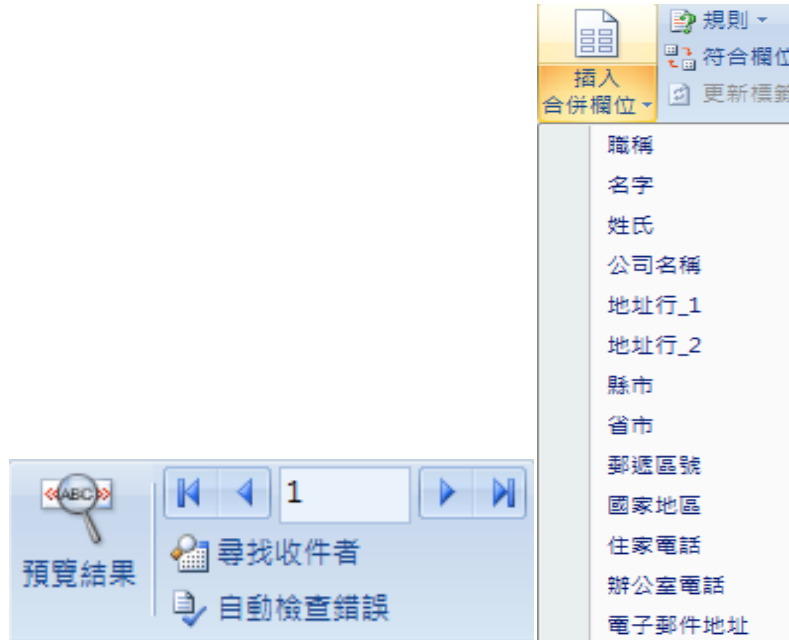 規則
插入
合併欄位
符合欄位
更新標籤
職稱
名字
姓氏
公司名稱
地址行_1
地址行_2
縣市
省市
郵遞區號
國家地區
住家電話
辦公室電話
電子郵件地址
«ABC»
預覽結果
1
尋找收件者
自動檢查錯誤